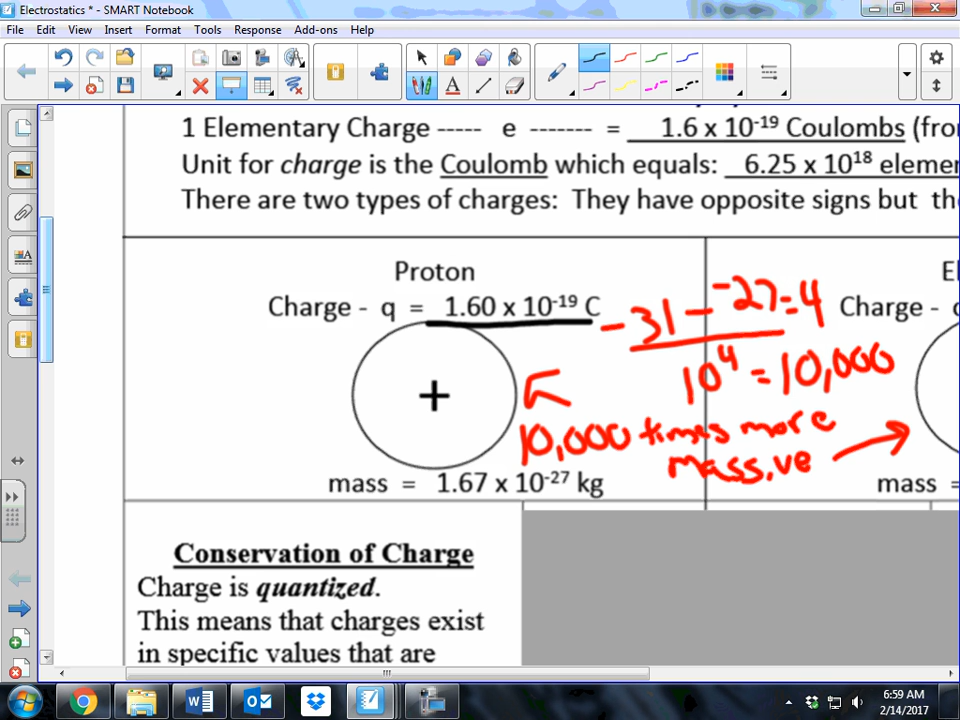 Electrostatics * - SMART Notebook
File Edit View Insert Format Tools Response Add-ons Help
1 Elementary Charge ----- e ------- = 1.6 x 10⁻¹⁹ Coulombs (fro
Unit for charge is the Coulomb which equals: 6.25 x 10¹⁸ elemen
There are two types of charges: They have opposite signs but th
Proton
El
Charge - q = 1.60 x 10⁻¹⁹ C
Charge - q
-31 - -27 = 4
10⁴ = 10,000
+
10,000 times more
massive
mass = 1.67 x 10⁻²⁷ kg
mass =
Conservation of Charge
Charge is quantized.
This means that charges exist
in specific values that are
6:59 AM
2/14/2017